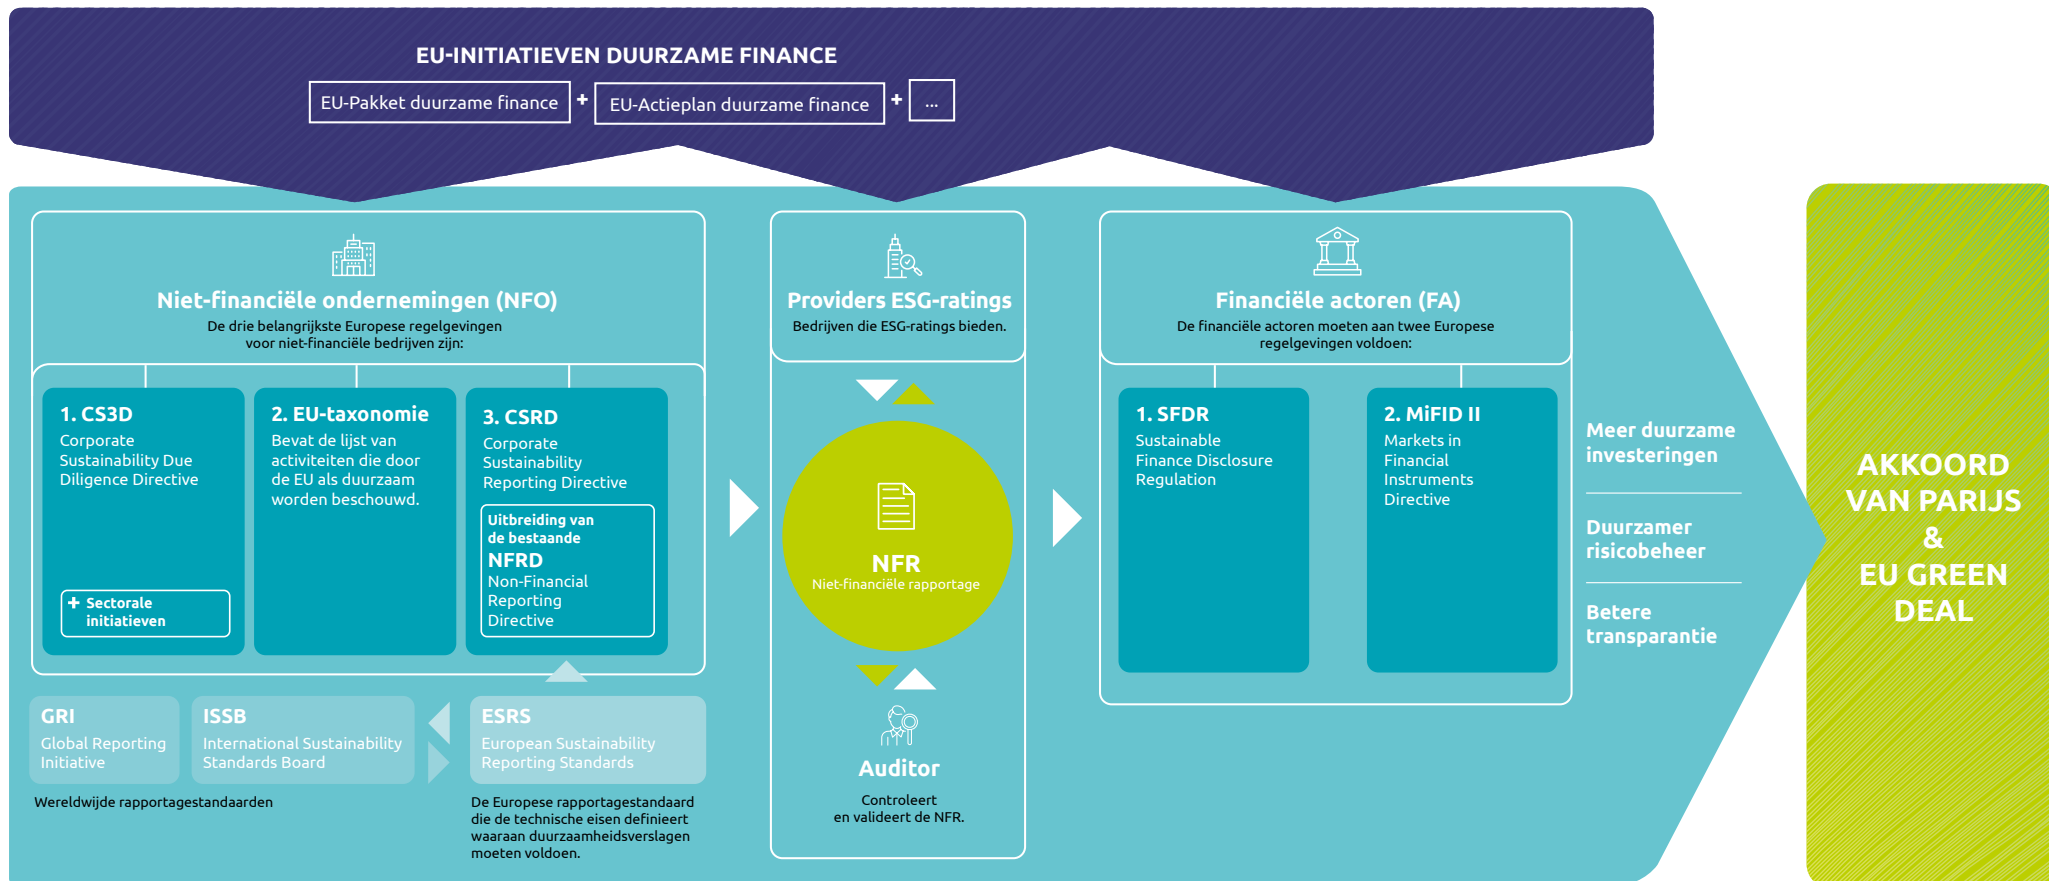 EU-INITIATIEVEN DUURZAME FINANCE
EU-Pakket duurzame finance + EU-Actieplan duurzame finance + ...
Niet-financiële ondernemingen (NFO)
De drie belangrijkste Europese regelgevingen
voor niet-financiële bedrijven zijn:
1. CS3D
Corporate
Sustainability Due
Diligence Directive
+ Sectorale
initiatieven
2. EU-taxonomie
Bevat de lijst van
activiteiten die door
de EU als duurzaam
worden beschouwd.
3. CSRD
Corporate
Sustainability
Reporting Directive
Uitbreiding van
de bestaande
NFRD
Non-Financial
Reporting
Directive
GRI
Global Reporting
Initiative
ISSB
International Sustainability
Standards Board
Wereldwijde rapportagestandaarden
ESRS
European Sustainability
Reporting Standards
De Europese rapportagestandaard
die de technische eisen definieert
waaraan duurzaamheidsverslagen
moeten voldoen.
Providers ESG-ratings
Bedrijven die ESG-ratings bieden.
NFR
Niet-financiële rapportage
Auditor
Controleert
en valideert de NFR.
Financiële actoren (FA)
De financiële actoren moeten aan twee Europese
regelgevingen voldoen:
1. SFDR
Sustainable
Finance Disclosure
Regulation
2. MiFID II
Markets in
Financial
Instruments
Directive
Meer duurzame
investeringen
Duurzamer
risicobeheer
Betere
transparantie
AKKOORD
VAN PARIJS
&
EU GREEN
DEAL